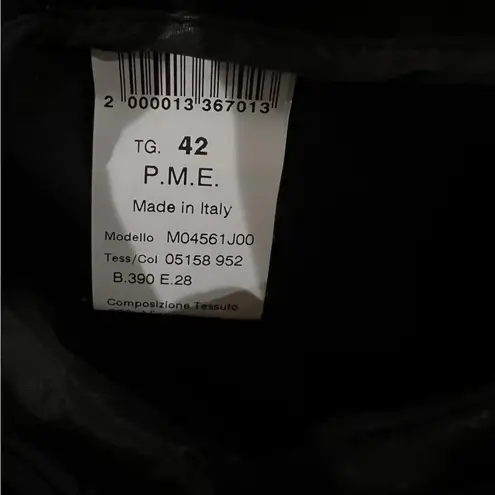 2 000013 367013
TG. 42
P.M.E.
Made in Italy
Modello M04561J00
Tess/Col 05158 952
B.390 E.28
Composizione Tessuto